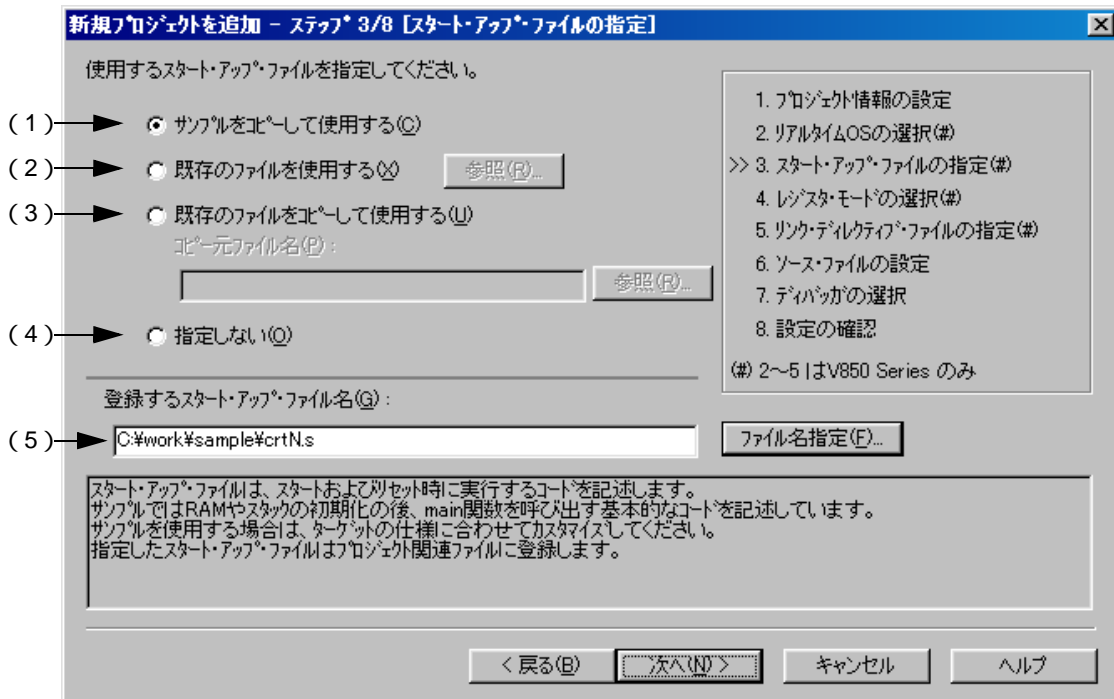 新規プロジェクトを追加 - ステップ 3/8 [スタート・アップ・ファイルの指定]
使用するスタート・アップ・ファイルを指定してください。
(1) サンプルをコピーして使用する(C)
(2) 既存のファイルを使用する(X) 参照(R)...
(3) 既存のファイルをコピーして使用する(U)
コピー元ファイル名(P) :
参照(R)...
(4) 指定しない(O)
1. プロジェクト情報の設定
2. リアルタイムOSの選択(#)
>> 3. スタート・アップ・ファイルの指定(#)
4. レジスタ・モードの選択(#)
5. リンク・ディレクティブ・ファイルの指定(#)
6. ソース・ファイルの設定
7. ディバッガの選択
8. 設定の確認
(#) 2～5 はV850 Series のみ
登録するスタート・アップ・ファイル名(G) :
(5) C:¥work¥sample¥crtN.s ファイル名指定(F)...
スタート・アップ・ファイルは、スタートおよびリセット時に実行するコードを記述します。
サンプルではRAMやスタックの初期化の後、main関数を呼び出す基本的なコードを記述しています。
サンプルを使用する場合は、ターゲットの仕様に合わせてカスタマイズしてください。
指定したスタート・アップ・ファイルはプロジェクト関連ファイルに登録します。
< 戻る(B) 次へ(N) > キャンセル ヘルプ